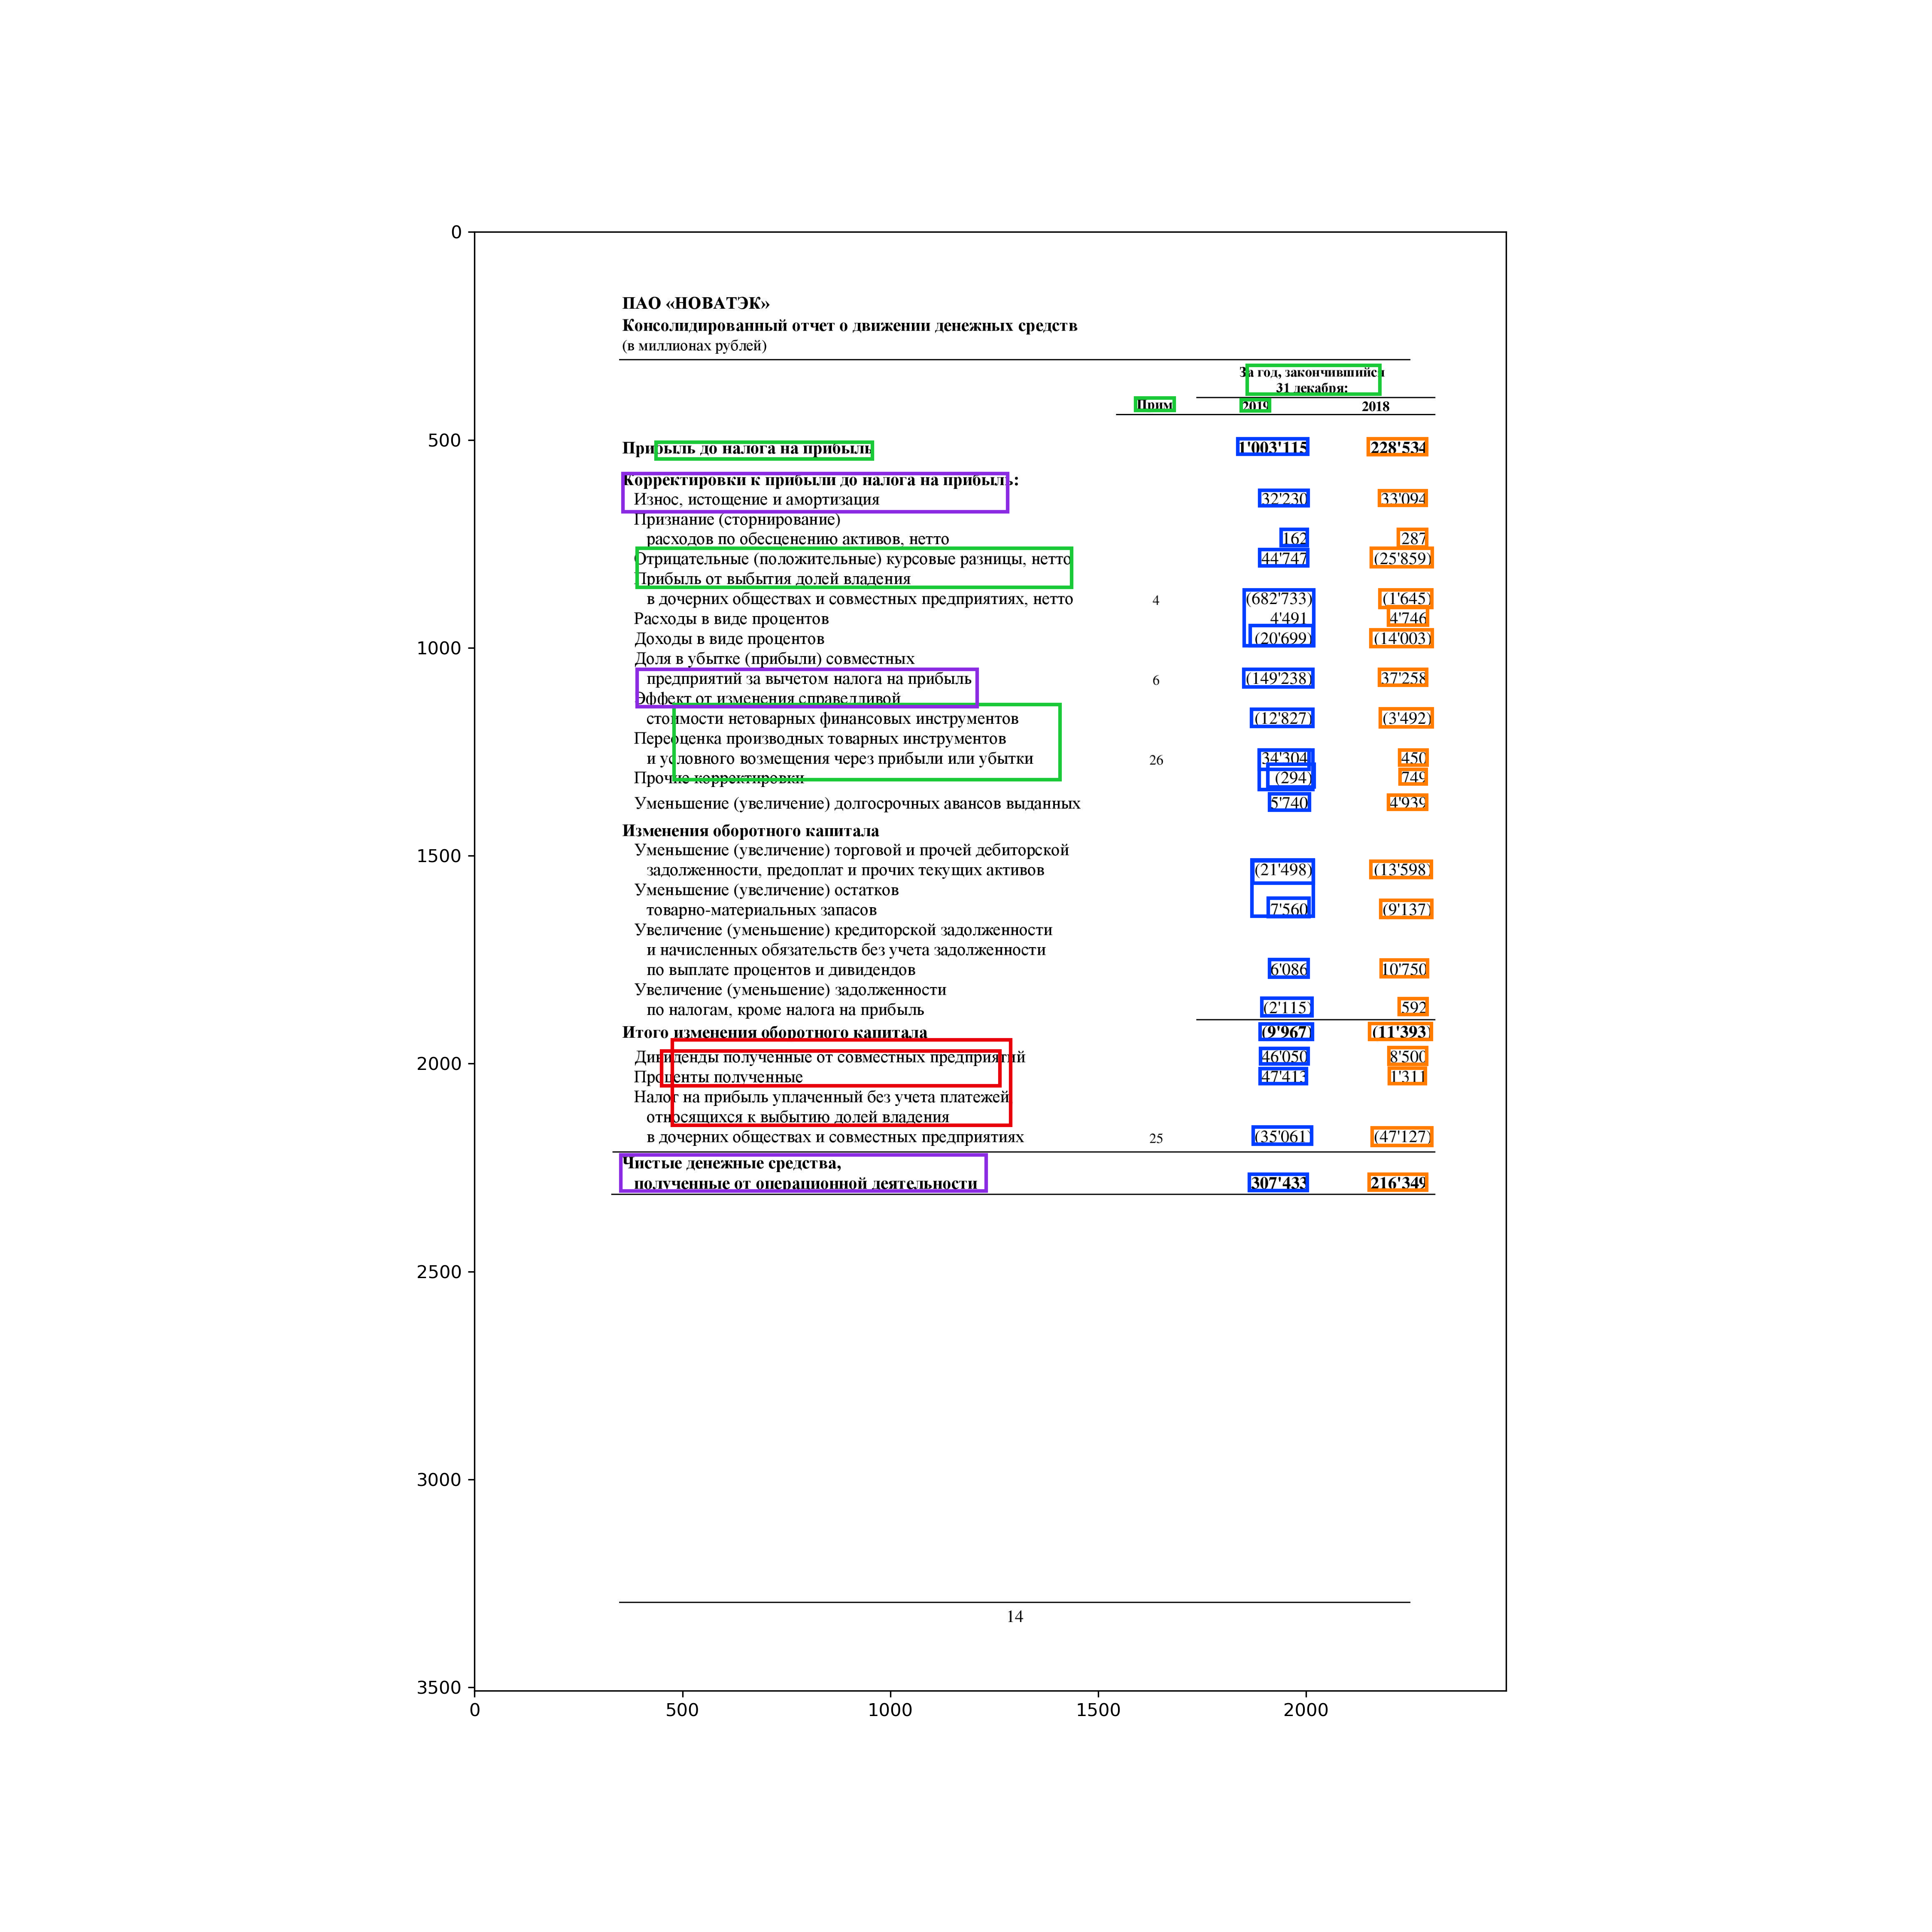 ПАО «НОВАТЭК»
Консолидированный отчет о движении денежных средств
(в миллионах рублей)
За год, закончившийся
31 декабря:
Прим 2019 2018
Прибыль до налога на прибыль 1'003'115 228'534
Корректировки к прибыли до налога на прибыль:
Износ, истощение и амортизация 32'230 33'094
Признание (сторнирование)
расходов по обесценению активов, нетто 162 287
Отрицательные (положительные) курсовые разницы, нетто 44'747 (25'859)
Прибыль от выбытия долей владения
в дочерних обществах и совместных предприятиях, нетто 4 (682'733) (1'645)
Расходы в виде процентов 4'491 4'746
Доходы в виде процентов (20'699) (14'003)
Доля в убытке (прибыли) совместных
предприятий за вычетом налога на прибыль 6 (149'238) 37'258
Эффект от изменения справедливой
стоимости нетоварных финансовых инструментов (12'827) (3'492)
Переоценка производных товарных инструментов
и условного возмещения через прибыли или убытки 26 34'304 450
Прочие корректировки (294) 749
Уменьшение (увеличение) долгосрочных авансов выданных 5'740 4'939
Изменения оборотного капитала
Уменьшение (увеличение) торговой и прочей дебиторской
задолженности, предоплат и прочих текущих активов (21'498) (13'598)
Уменьшение (увеличение) остатков
товарно-материальных запасов 7'560 (9'137)
Увеличение (уменьшение) кредиторской задолженности
и начисленных обязательств без учета задолженности
по выплате процентов и дивидендов 6'086 10'750
Увеличение (уменьшение) задолженности
по налогам, кроме налога на прибыль (2'115) 592
Итого изменения оборотного капитала (9'967) (11'393)
Дивиденды полученные от совместных предприятий 46'050 8'500
Проценты полученные 47'413 1'311
Налог на прибыль уплаченный без учета платежей
относящихся к выбытию долей владения
в дочерних обществах и совместных предприятиях 25 (35'061) (47'127)
Чистые денежные средства,
полученные от операционной деятельности 307'433 216'349
14
0
500
1000
1500
2000
2500
3000
3500
0 500 1000 1500 2000